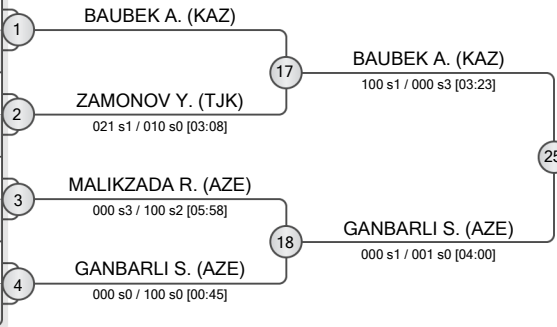 1
BAUBEK A. (KAZ)
17
BAUBEK A. (KAZ)
100 s1 / 000 s3 [03:23]
2
ZAMONOV Y. (TJK)
021 s1 / 010 s0 [03:08]
25
3
MALIKZADA R. (AZE)
000 s3 / 100 s2 [05:58]
18
GANBARLI S. (AZE)
000 s1 / 001 s0 [04:00]
4
GANBARLI S. (AZE)
000 s0 / 100 s0 [00:45]